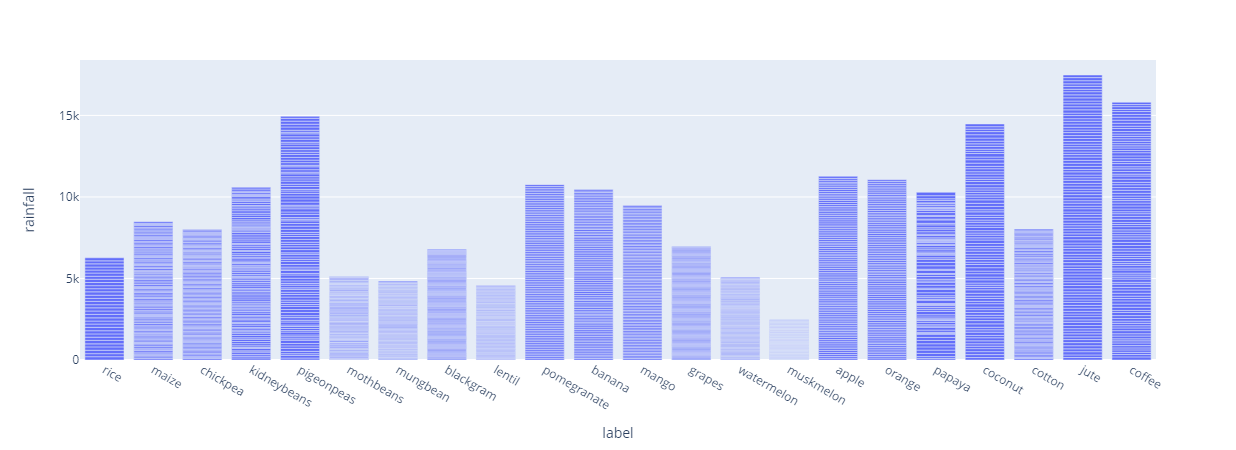 rainfall
15k
10k
5k
0
rice
maize
chickpea
kidneybeans
pigeonpeas
mothbeans
mungbean
blackgram
lentil
pomegranate
banana
mango
grapes
watermelon
muskmelon
apple
orange
papaya
coconut
cotton
jute
coffee
label